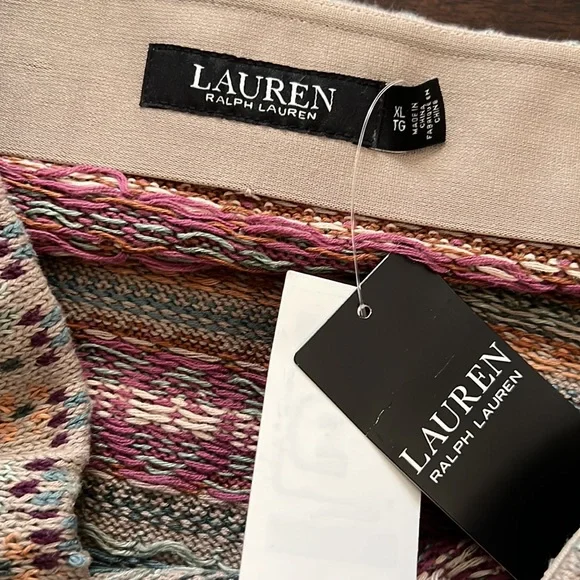 LAUREN
RALPH LAUREN
XL
TG
MADE IN
CHINA
FABRIQUÉ EN
CHINE
LAUREN
RALPH LAUREN